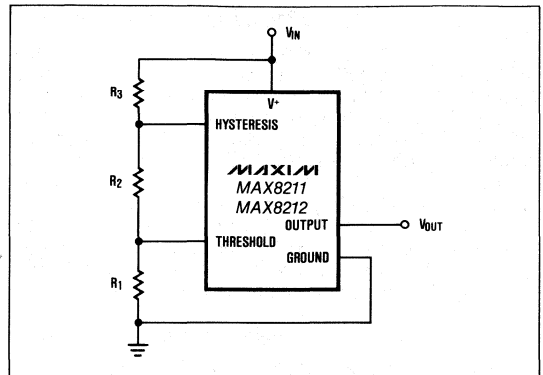 VIN
R3
V+
HYSTERESIS
R2
MAXIM
MAX8211
MAX8212
OUTPUT
VOUT
THRESHOLD
GROUND
R1